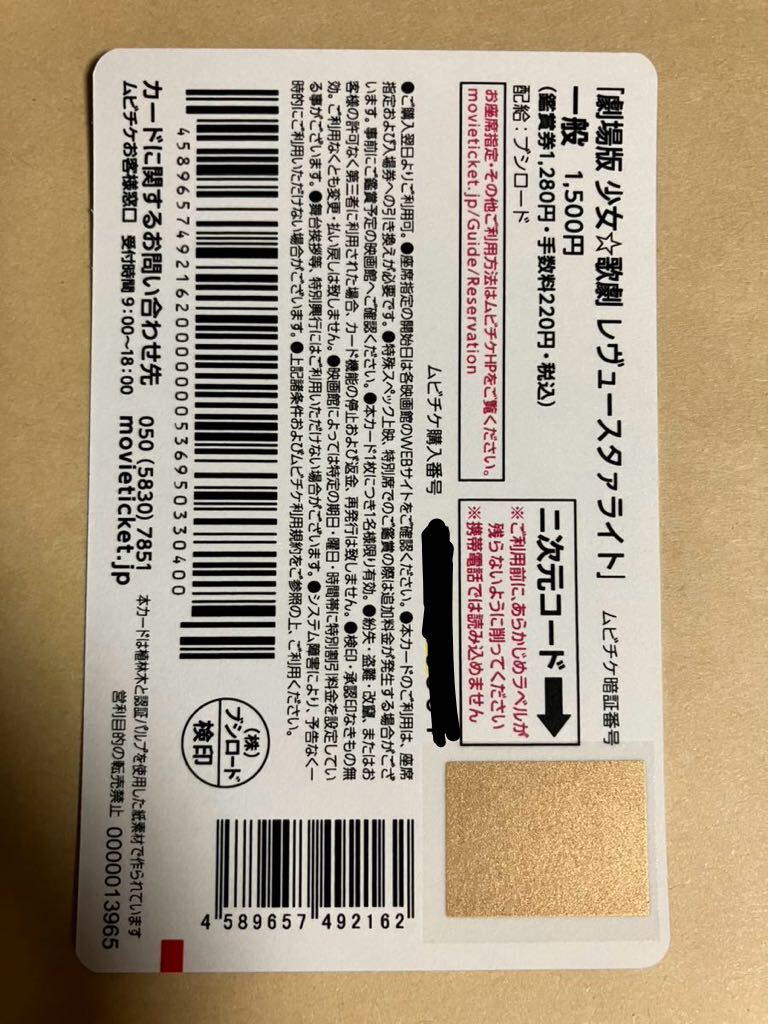 「劇場版 少女☆歌劇 レヴュースタァライト」
一般 1,500円
(鑑賞券1,280円・手数料220円・税込)
配給：ブシロード
お座席指定・その他ご利用方法はムビチケHPをご覧ください。
movieticket.jp/Guide/Reservation
ムビチケ暗証番号
二次元コード
※ご利用前に、あらかじめラベルが
残らないように削ってください
※携帯電話では読み込めません
ムビチケ購入番号
●ご購入翌日よりご利用可。●座席指定の開始日は各映画館のWEBサイトをご確認ください。●本カードのご利用は、座席
指定および入場券への引き換えが必要です。●特殊スペック上映、特別席でのご鑑賞の際は追加料金が発生する場合がござ
います。事前にご鑑賞予定の映画館へご確認ください。●本カード1枚につき1名様限り有効。●紛失・盗難・改竄、またはお
客様の許可なく第三者に利用された場合、カード機能の停止および返金、再発行は致しません。●検印・承認印なきもの無
効。ご利用なくとも変更・払い戻しは致しません。●映画館によっては特定の期日・曜日・時間帯に特別割引料金を設定してい
る事がございます。●舞台挨拶等、特別興行にはご利用いただけない場合がございます。●システム障害により、予告なく一
時的にご利用いただけない場合がございます。●上記諸条件およびムビチケ利用規約をご参照の上、ご利用ください。
4589657492162000000053695033040​0
(株)
ブシロード
検印
4 589657 492162
カードに関するお問い合わせ先 050 (5830) 7851
ムビチケお客様窓口 受付時間 9:00～18:00 movieticket.jp
本カードは植林木と認証パルプを使用した紙素材で作られています
営利目的の転売禁止 0000013965